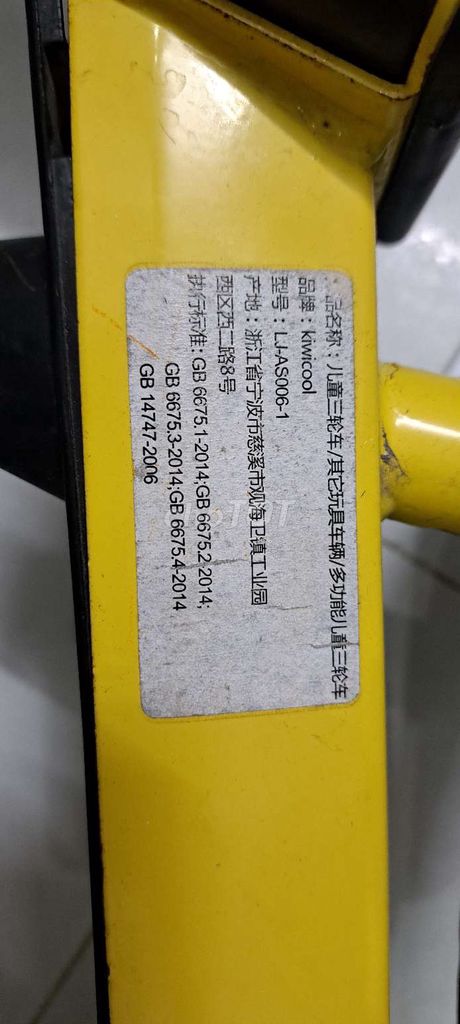 品名称：儿童三轮车/其它玩具车辆/多功能儿童三轮车
品牌：kiwicool
型号：LJ-AS006-1
产地：浙江省宁波市慈溪市观海卫镇工业园
西区西二路8号
执行标准：GB 6675.1-2014;GB 6675.2-2014;
GB 6675.3-2014;GB 6675.4-2014
GB 14747-2006